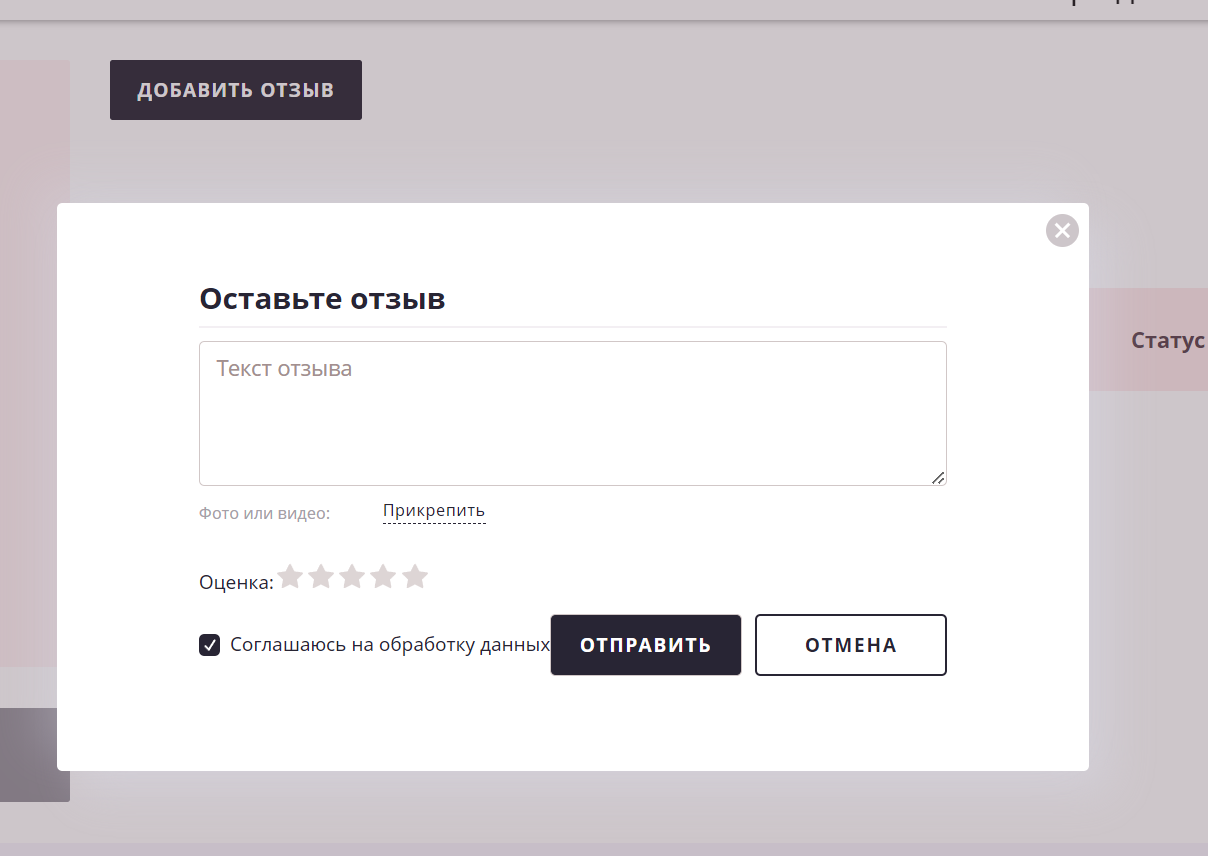 ДОБАВИТЬ ОТЗЫВ
Оставьте отзыв
Статус
Текст отзыва
Фото или видео: Прикрепить
Оценка:
Соглашаюсь на обработку данных ОТПРАВИТЬ ОТМЕНА